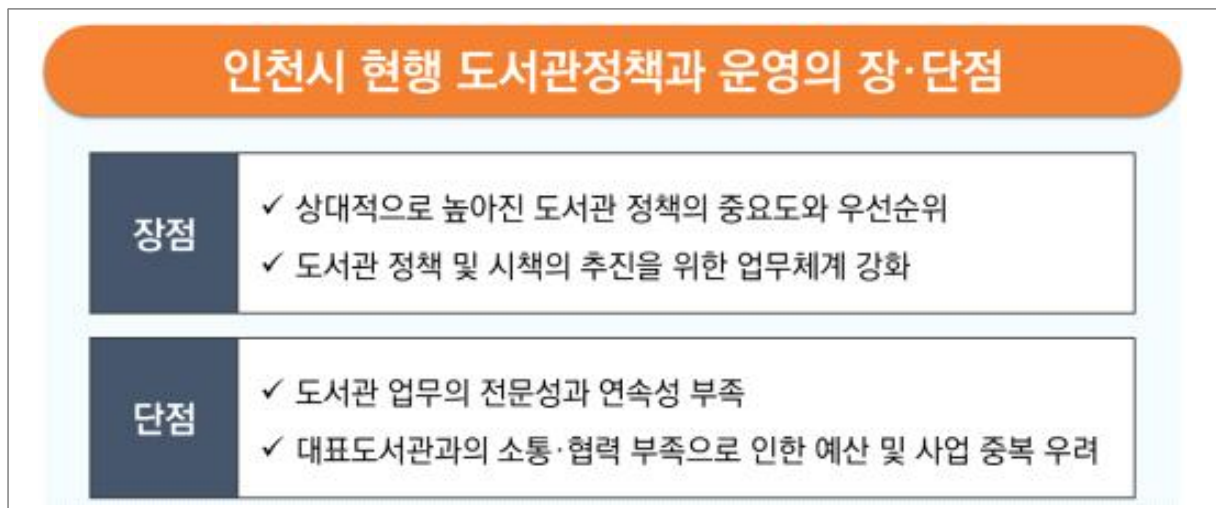 인천시 현행 도서관정책과 운영의 장·단점
장점
✓ 상대적으로 높아진 도서관 정책의 중요도와 우선순위
✓ 도서관 정책 및 시책의 추진을 위한 업무체계 강화
단점
✓ 도서관 업무의 전문성과 연속성 부족
✓ 대표도서관과의 소통·협력 부족으로 인한 예산 및 사업 중복 우려